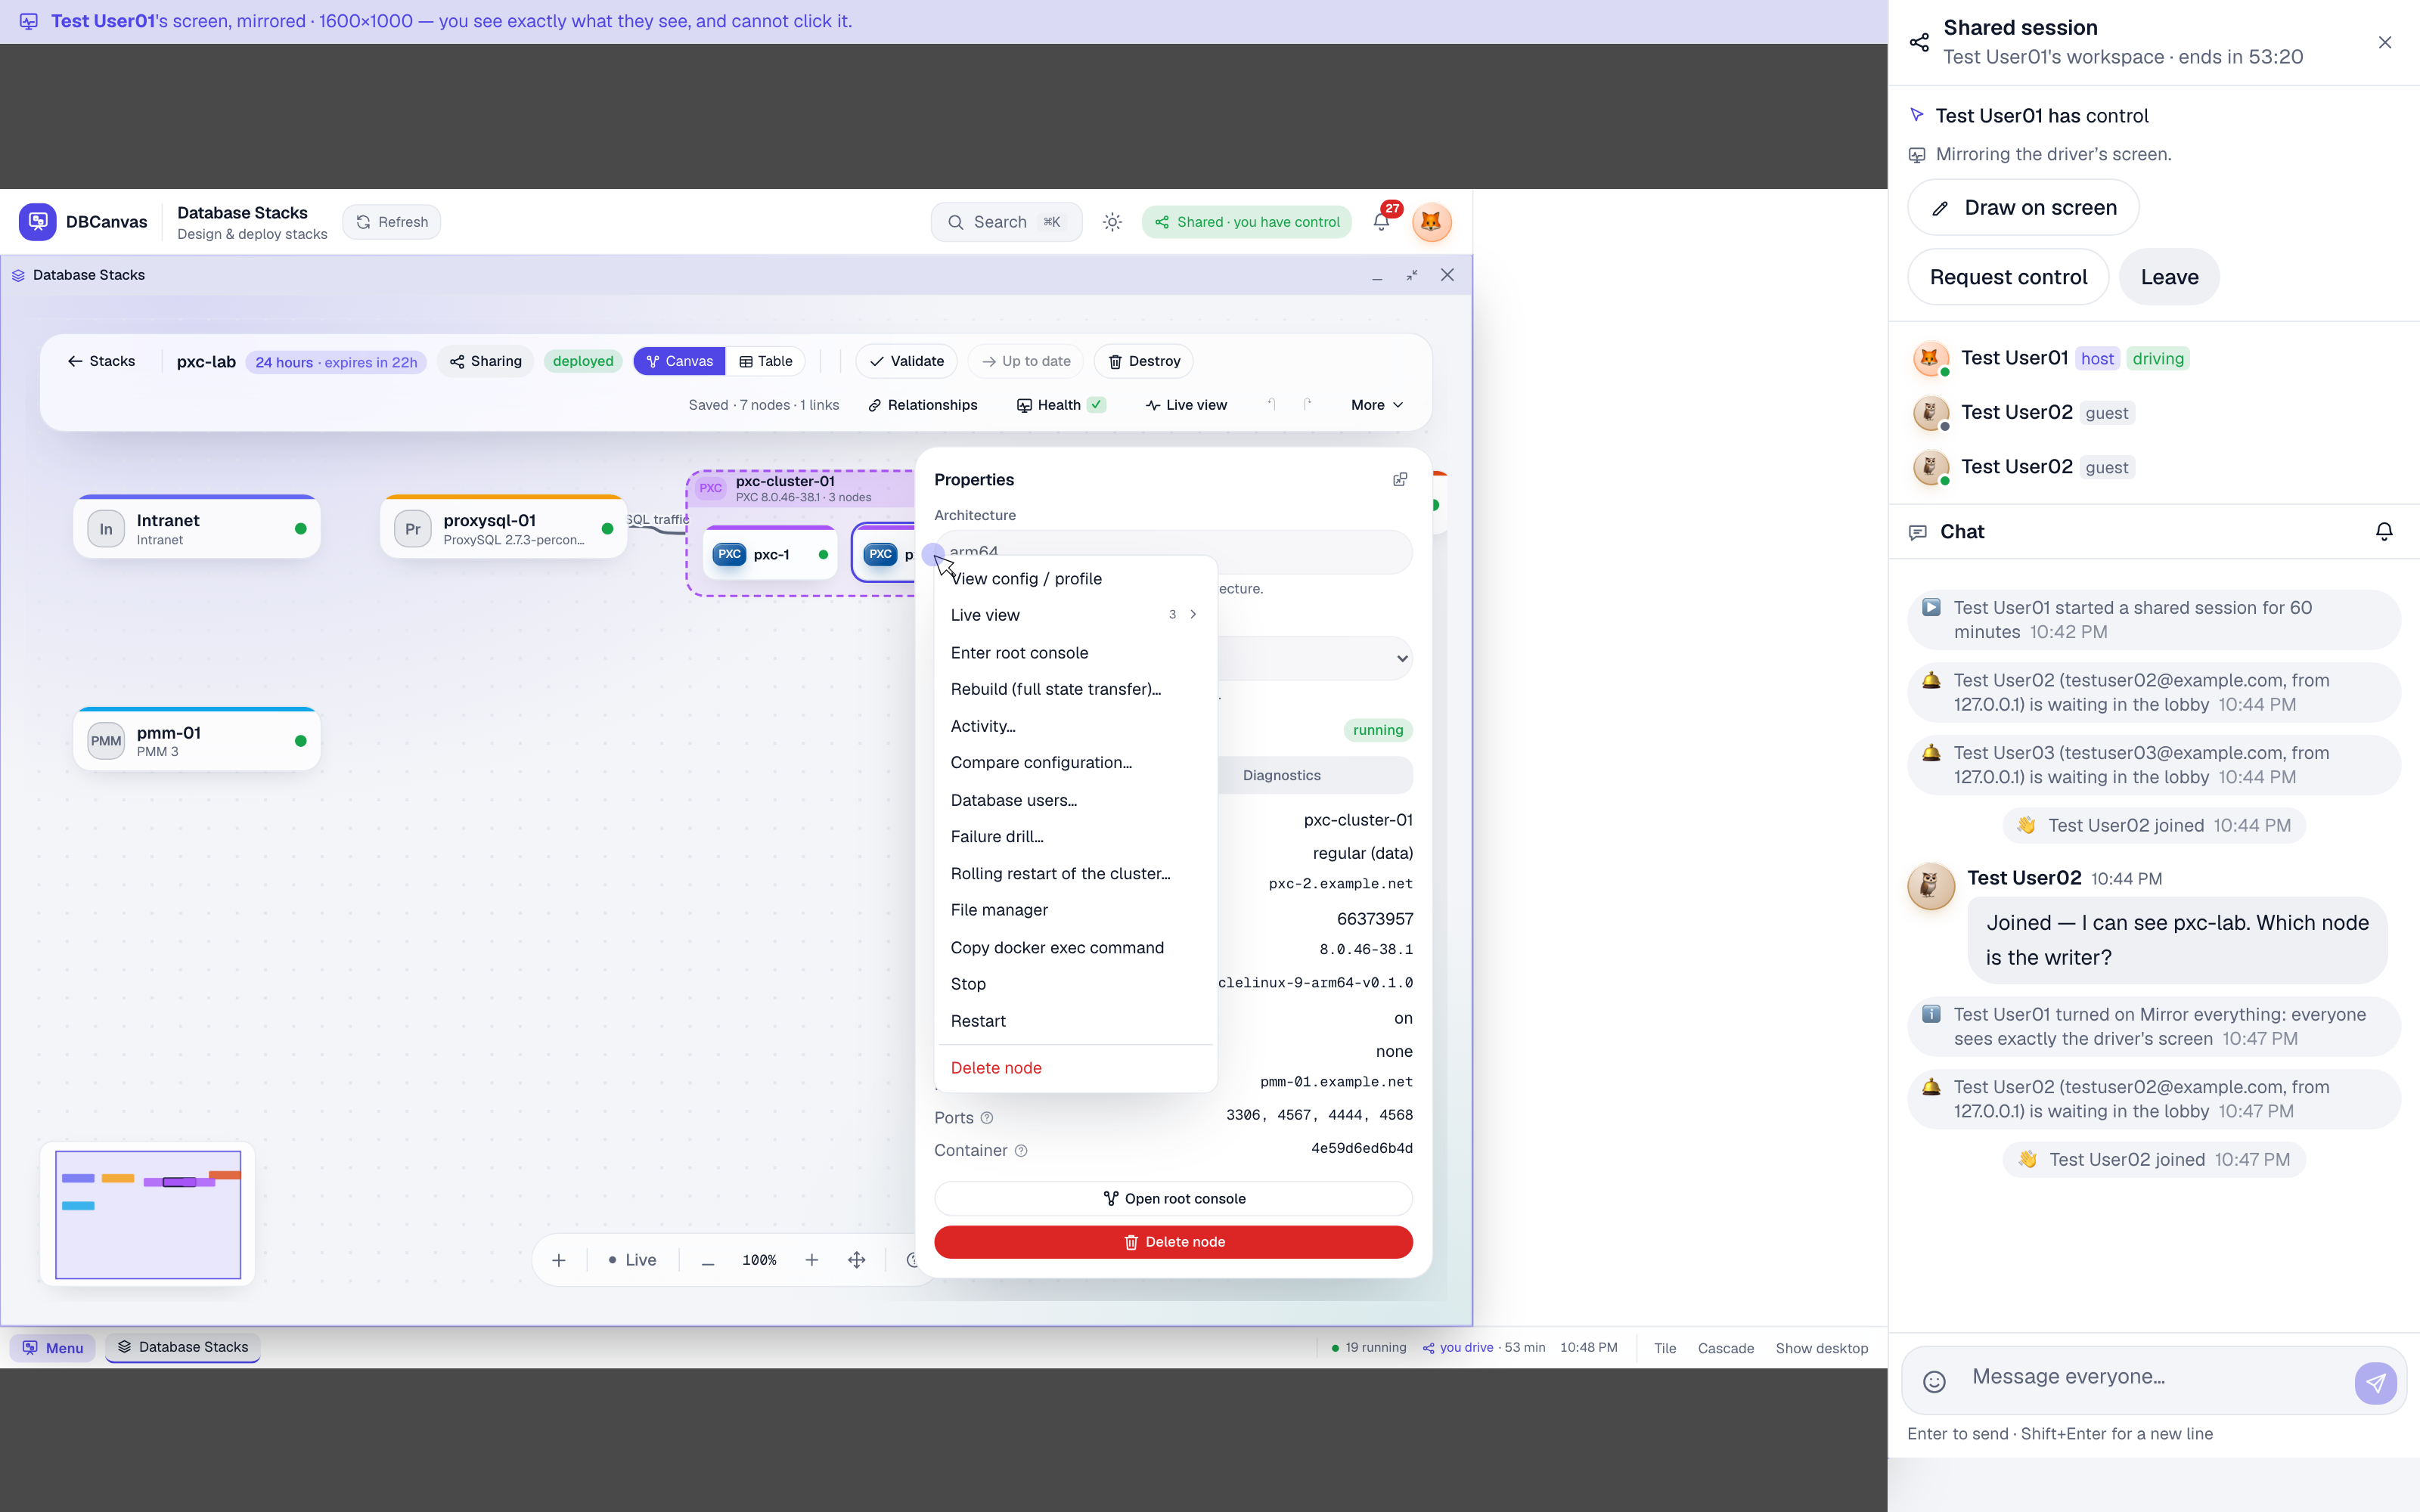 Test User01's screen, mirrored · 1600×1000 — you see exactly what they see, and cannot click it.
DBCanvas
Database Stacks
Design & deploy stacks
Refresh
Search ⌘K
Shared · you have control
27
Database Stacks
Stacks
pxc-lab
24 hours · expires in 22h
Sharing
deployed
Canvas
Table
Validate
Up to date
Destroy
Saved · 7 nodes · 1 links
Relationships
Health
Live view
More
In
Intranet
Intranet
Pr
proxysql-01
ProxySQL 2.7.3-percon...
SQL traffic
PXC
pxc-cluster-01
PXC 8.0.46-38.1 · 3 nodes
PXC
pxc-1
PXC
PMM
pmm-01
PMM 3
Properties
Architecture
arm64
ecture.
View config / profile
Live view 3
Enter root console
Rebuild (full state transfer)...
Activity...
Compare configuration...
Database users...
Failure drill...
Rolling restart of the cluster...
File manager
Copy docker exec command
Stop
Restart
Delete node
running
Diagnostics
pxc-cluster-01
regular (data)
pxc-2.example.net
66373957
8.0.46-38.1
clelinux-9-arm64-v0.1.0
on
none
pmm-01.example.net
Ports 3306, 4567, 4444, 4568
Container 4e59d6ed6b4d
Open root console
Delete node
Live
100%
Menu
Database Stacks
19 running
you drive · 53 min
10:48 PM
Tile
Cascade
Show desktop
Shared session
Test User01's workspace · ends in 53:20
Test User01 has control
Mirroring the driver's screen.
Draw on screen
Request control
Leave
Test User01 host driving
Test User02 guest
Test User02 guest
Chat
Test User01 started a shared session for 60
minutes 10:42 PM
Test User02 (testuser02@example.com, from
127.0.0.1) is waiting in the lobby 10:44 PM
Test User03 (testuser03@example.com, from
127.0.0.1) is waiting in the lobby 10:44 PM
Test User02 joined 10:44 PM
Test User02 10:44 PM
Joined — I can see pxc-lab. Which node
is the writer?
Test User01 turned on Mirror everything: everyone
sees exactly the driver's screen 10:47 PM
Test User02 (testuser02@example.com, from
127.0.0.1) is waiting in the lobby 10:47 PM
Test User02 joined 10:47 PM
Message everyone...
Enter to send · Shift+Enter for a new line